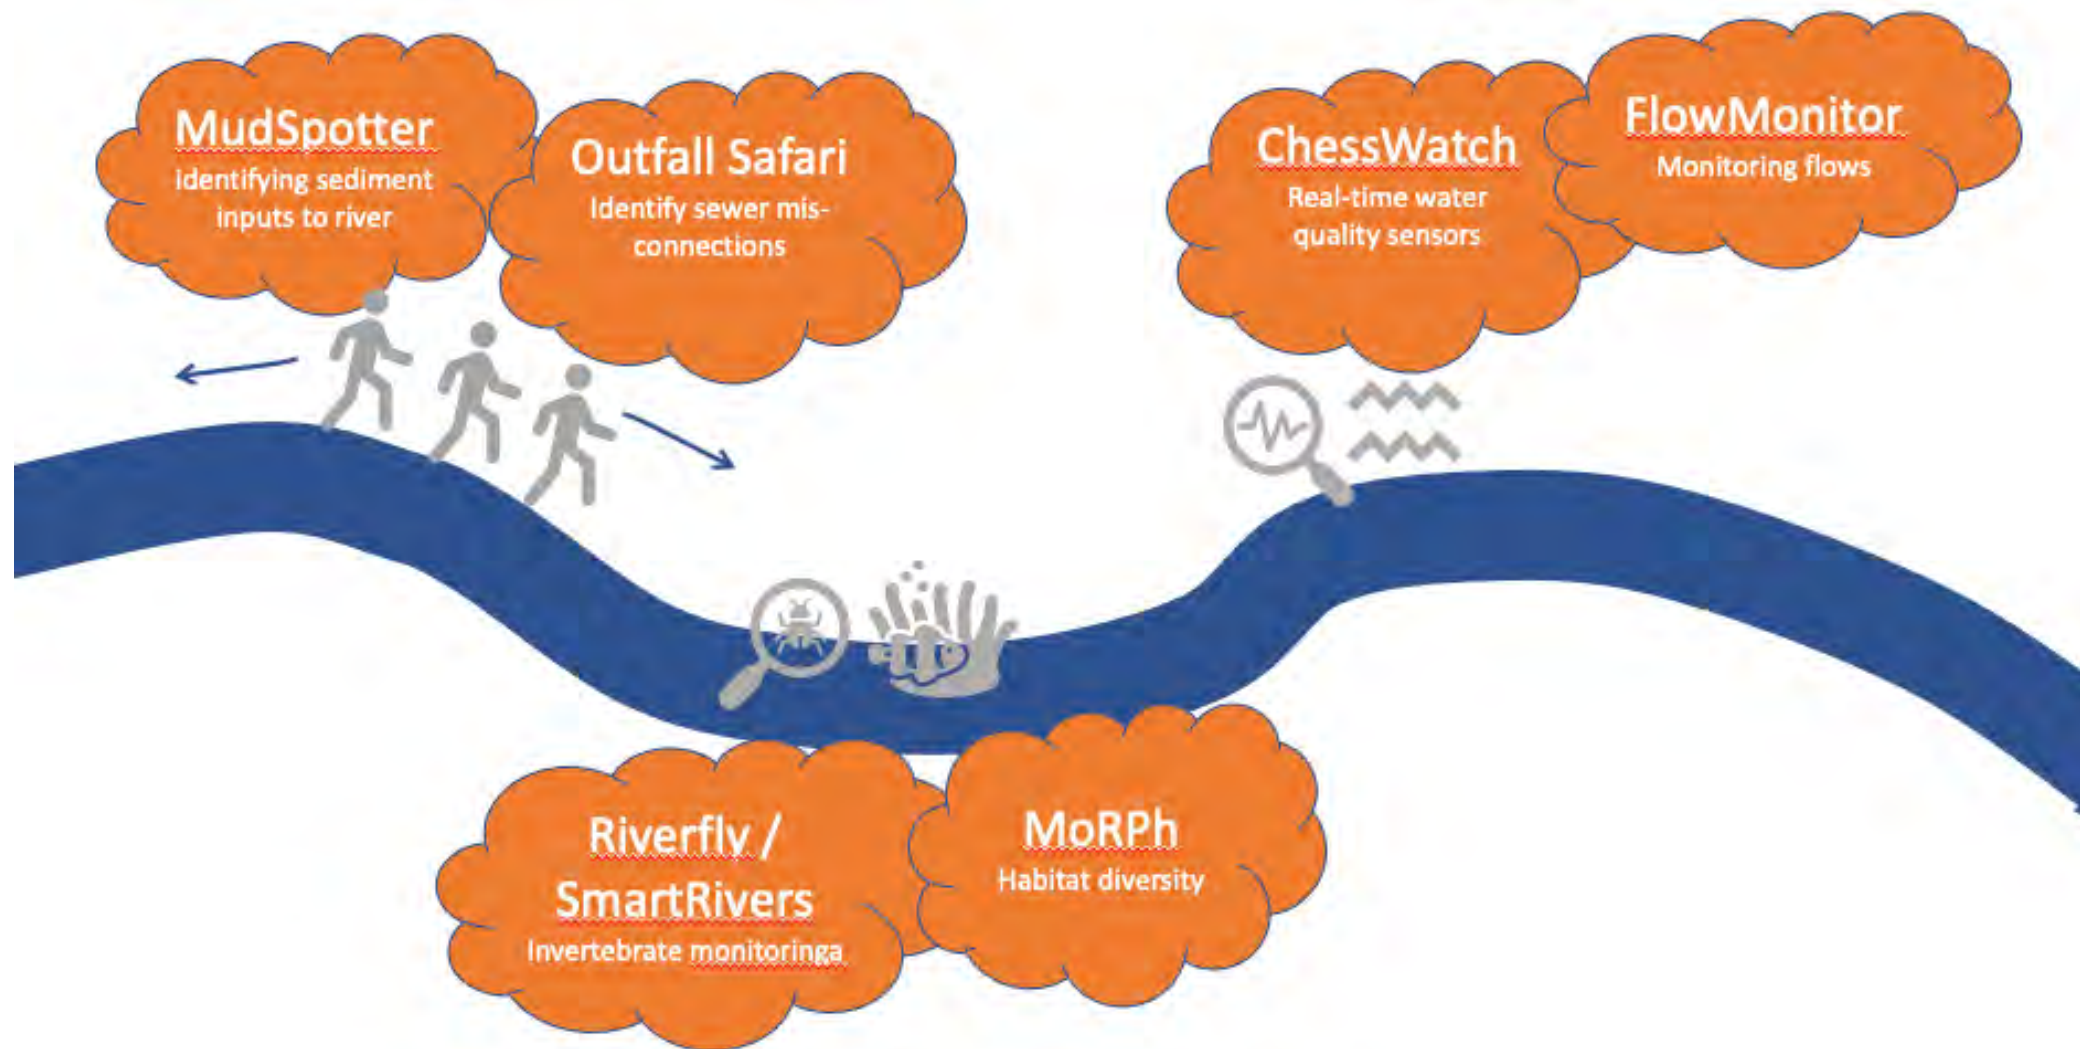 MudSpotter
identifying sediment
inputs to river
Outfall Safari
Identify sewer mis-
connections
ChessWatch
Real-time water
quality sensors
FlowMonitor
Monitoring flows
Riverfly /
SmartRivers
Invertebrate monitoringa
MoRPh
Habitat diversity